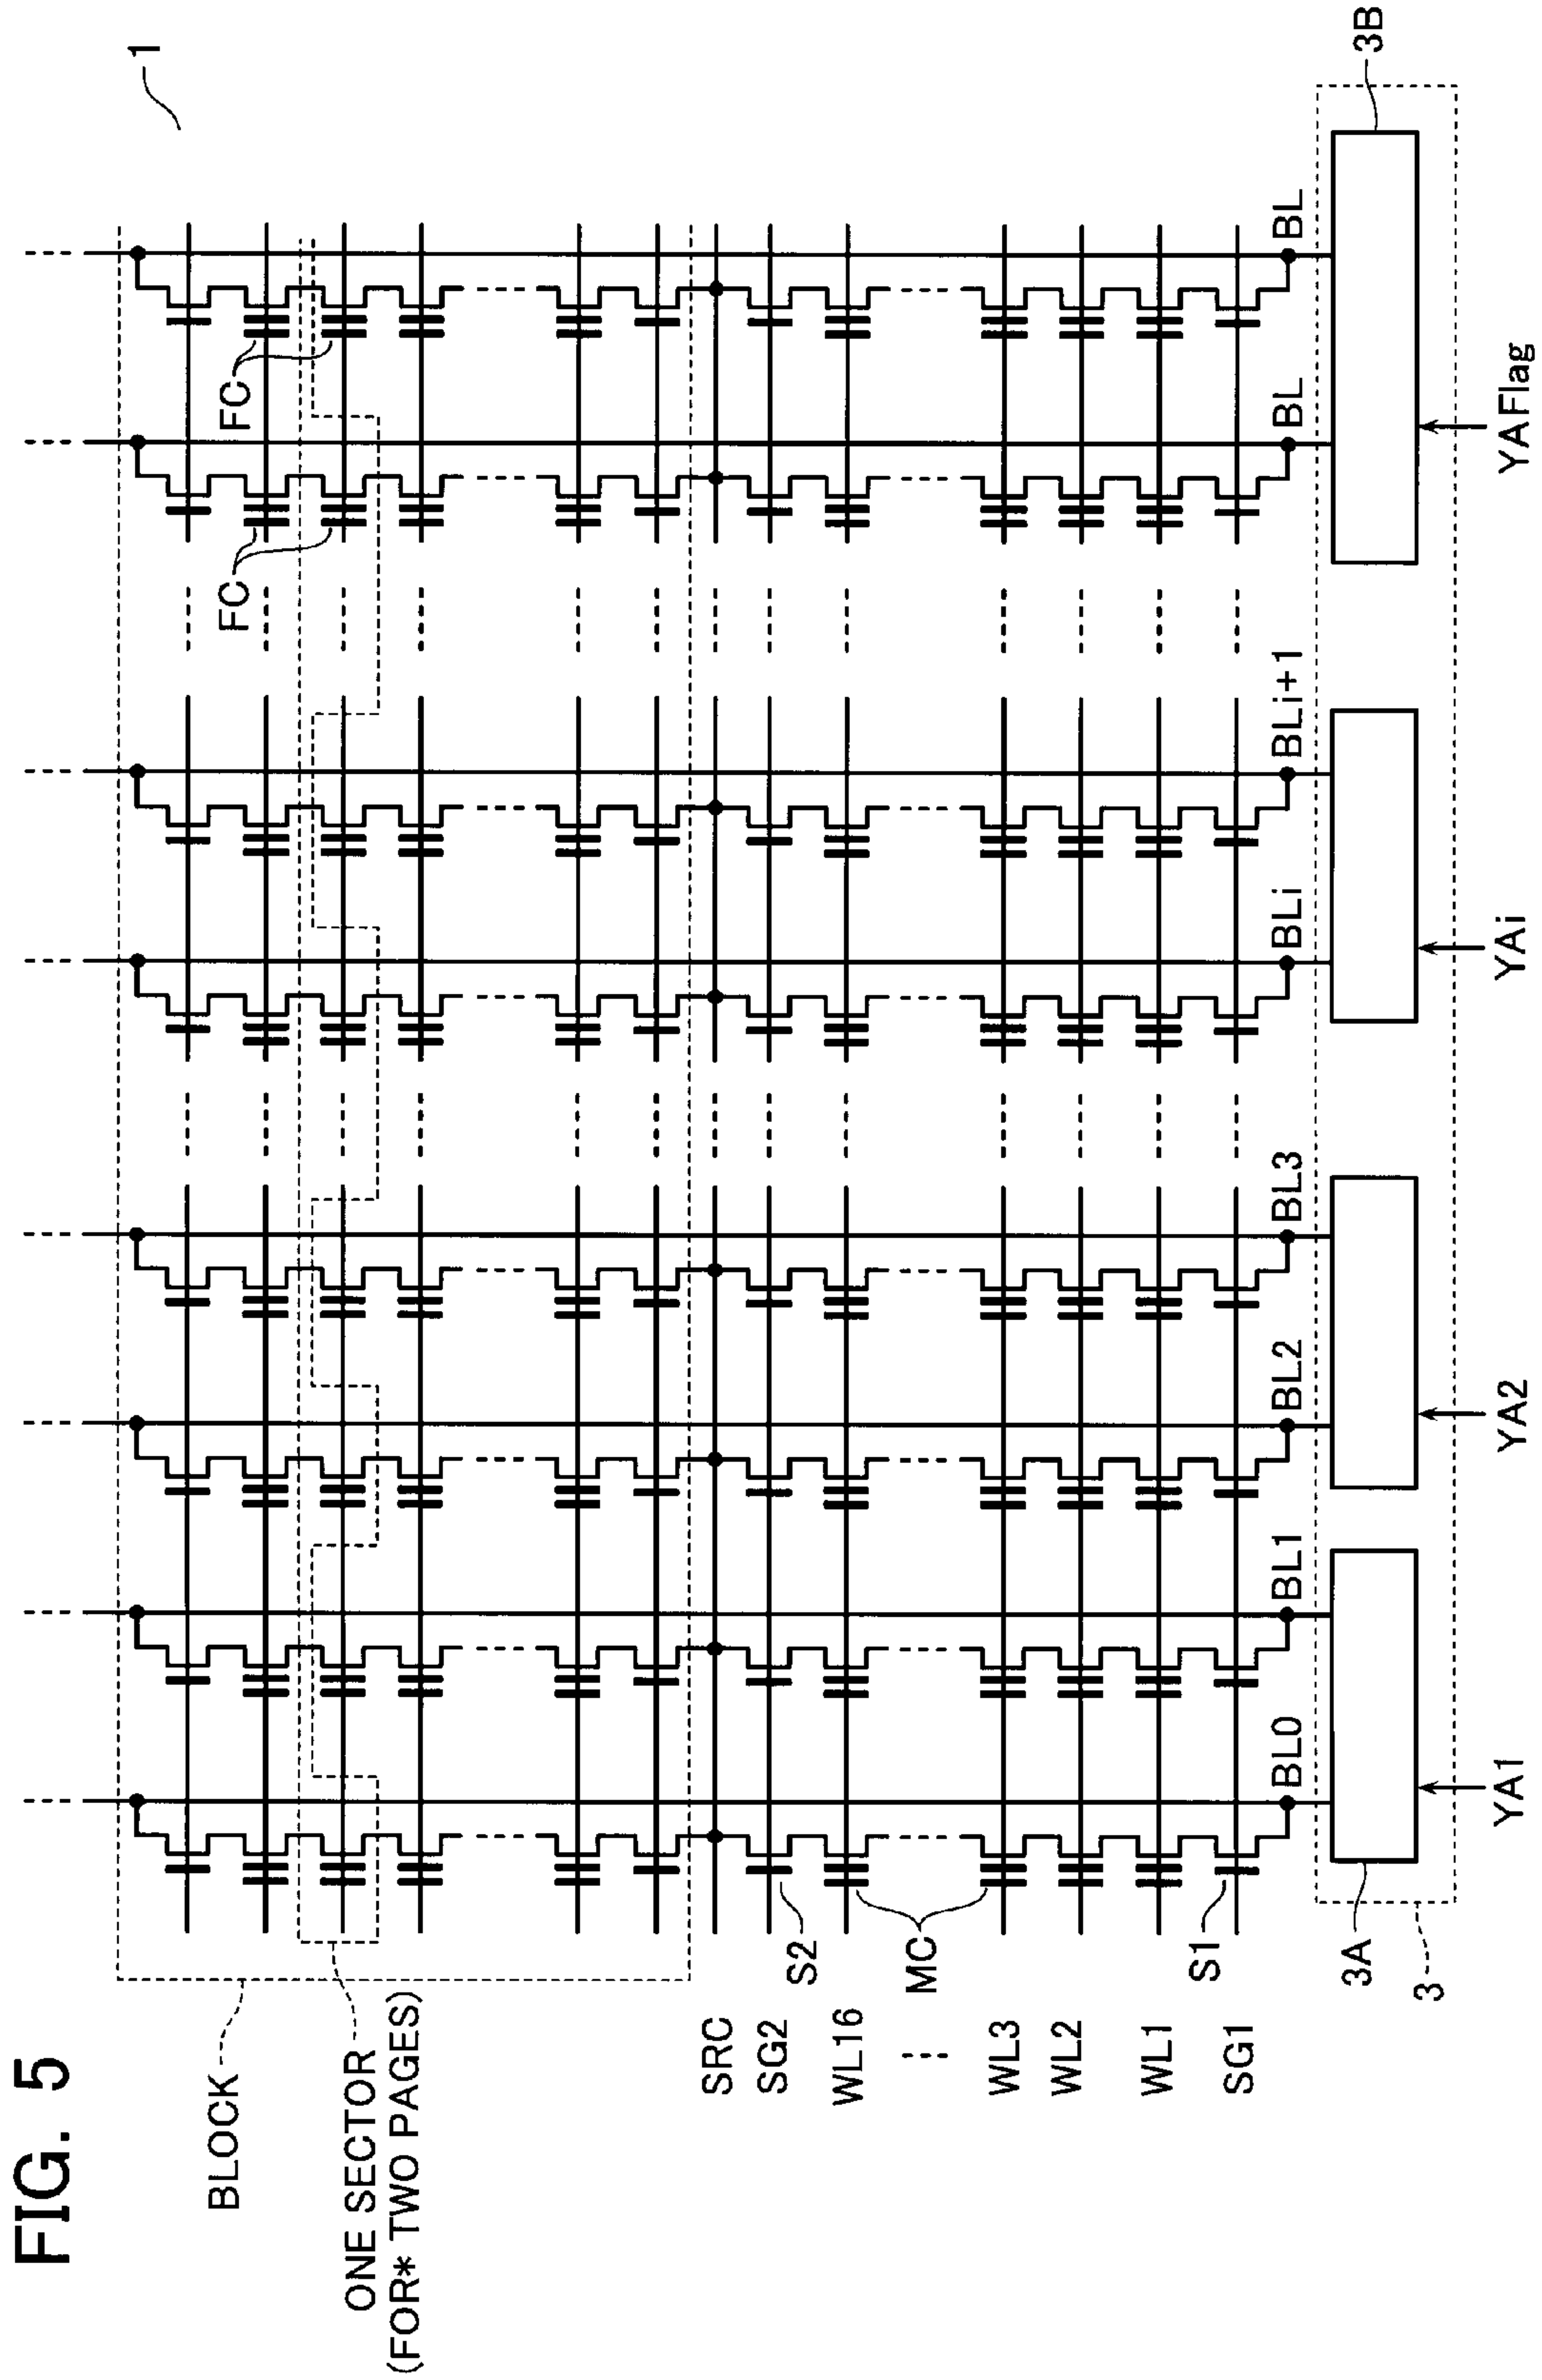 FIG. 5
1
BLOCK
ONE SECTOR
(FOR* TWO PAGES)
FC
FC
SRC
SG2
WL16
WL3
WL2
WL1
SG1
S2
MC
S1
BL0
BL1
BL2
BL3
BLi
BLi+1
BL
BL
3A
3
3B
YA1
YA2
YAi
YAFlag